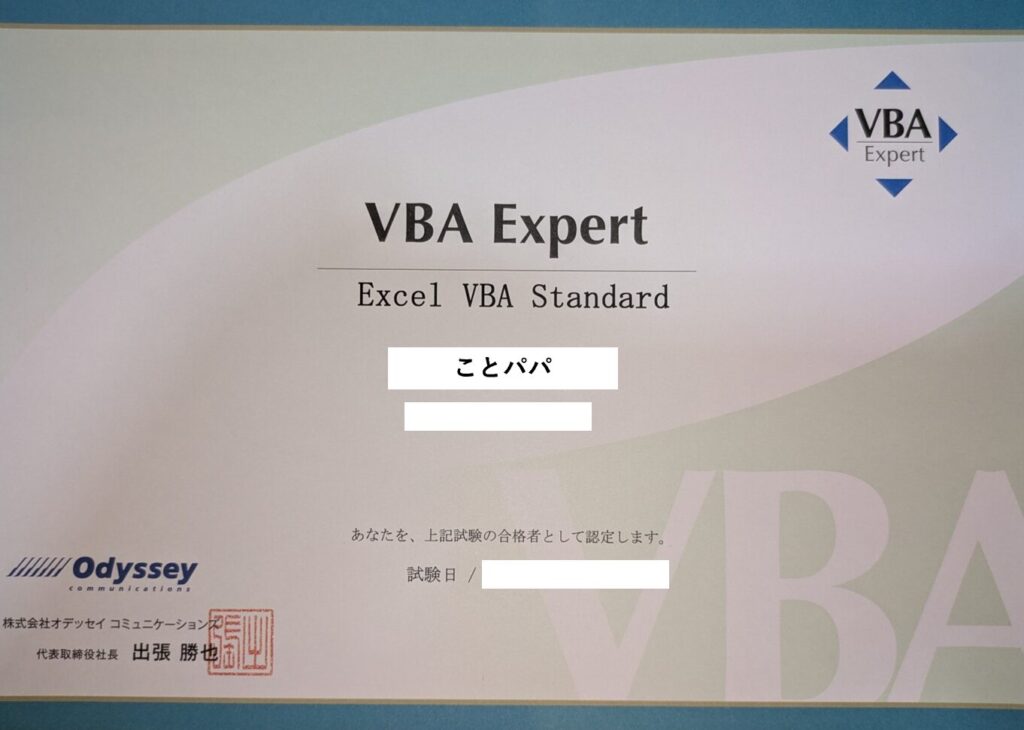 VBA
Expert
VBA Expert
Excel VBA Standard
ことパパ
あなたを、上記試験の合格者として認定します。
試験日 /
Odyssey
communications
株式会社オデッセイ コミュニケーションズ
代表取締役社長 出張 勝也
VBA